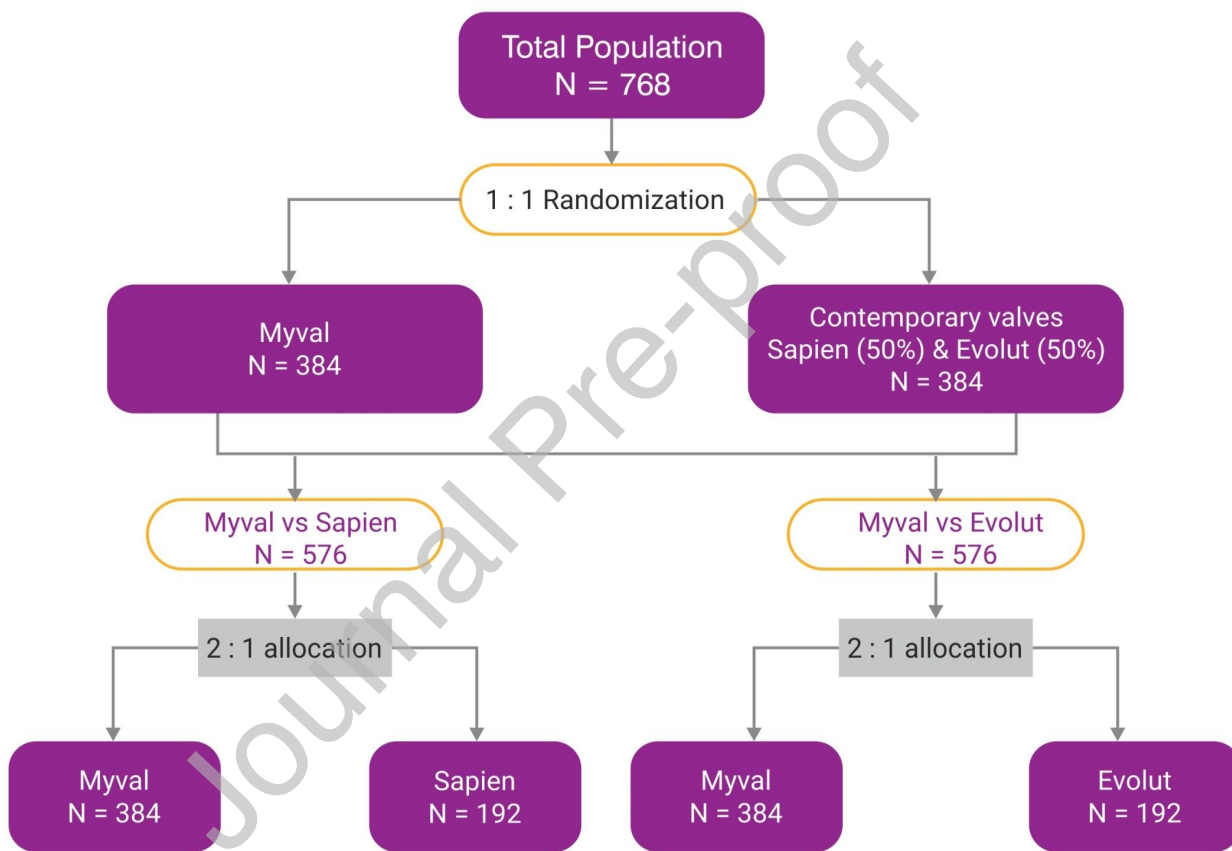 Total Population
N = 768
1 : 1 Randomization
Myval
N = 384
Contemporary valves
Sapien (50%) & Evolut (50%)
N = 384
Myval vs Sapien
N = 576
Myval vs Evolut
N = 576
2 : 1 allocation
2 : 1 allocation
Myval
N = 384
Sapien
N = 192
Myval
N = 384
Evolut
N = 192
Journal Pre-proof